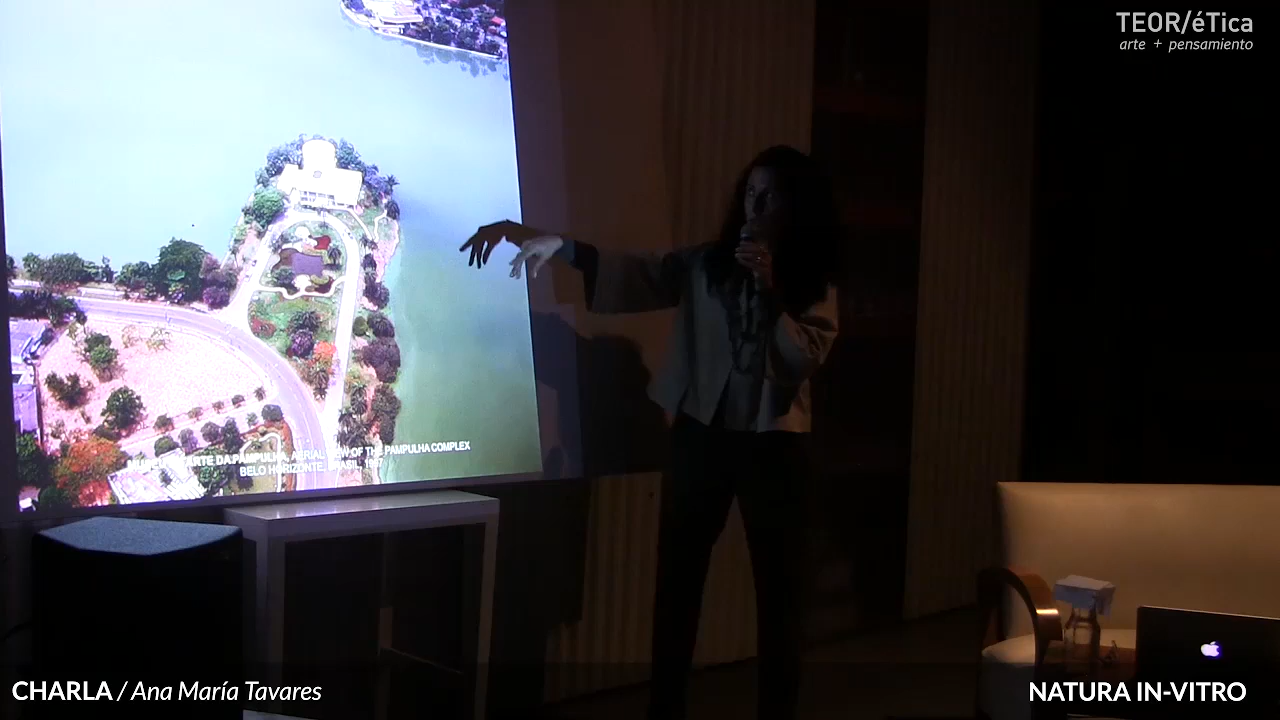 TEOR/éTica
arte + pensamiento
ARTE DA PAMPULHA, AERIAL VIEW OF THE PAMPULHA COMPLEX
BELO HORIZONTE, BRASIL,
CHARLA / Ana María Tavares
NATURA IN-VITRO